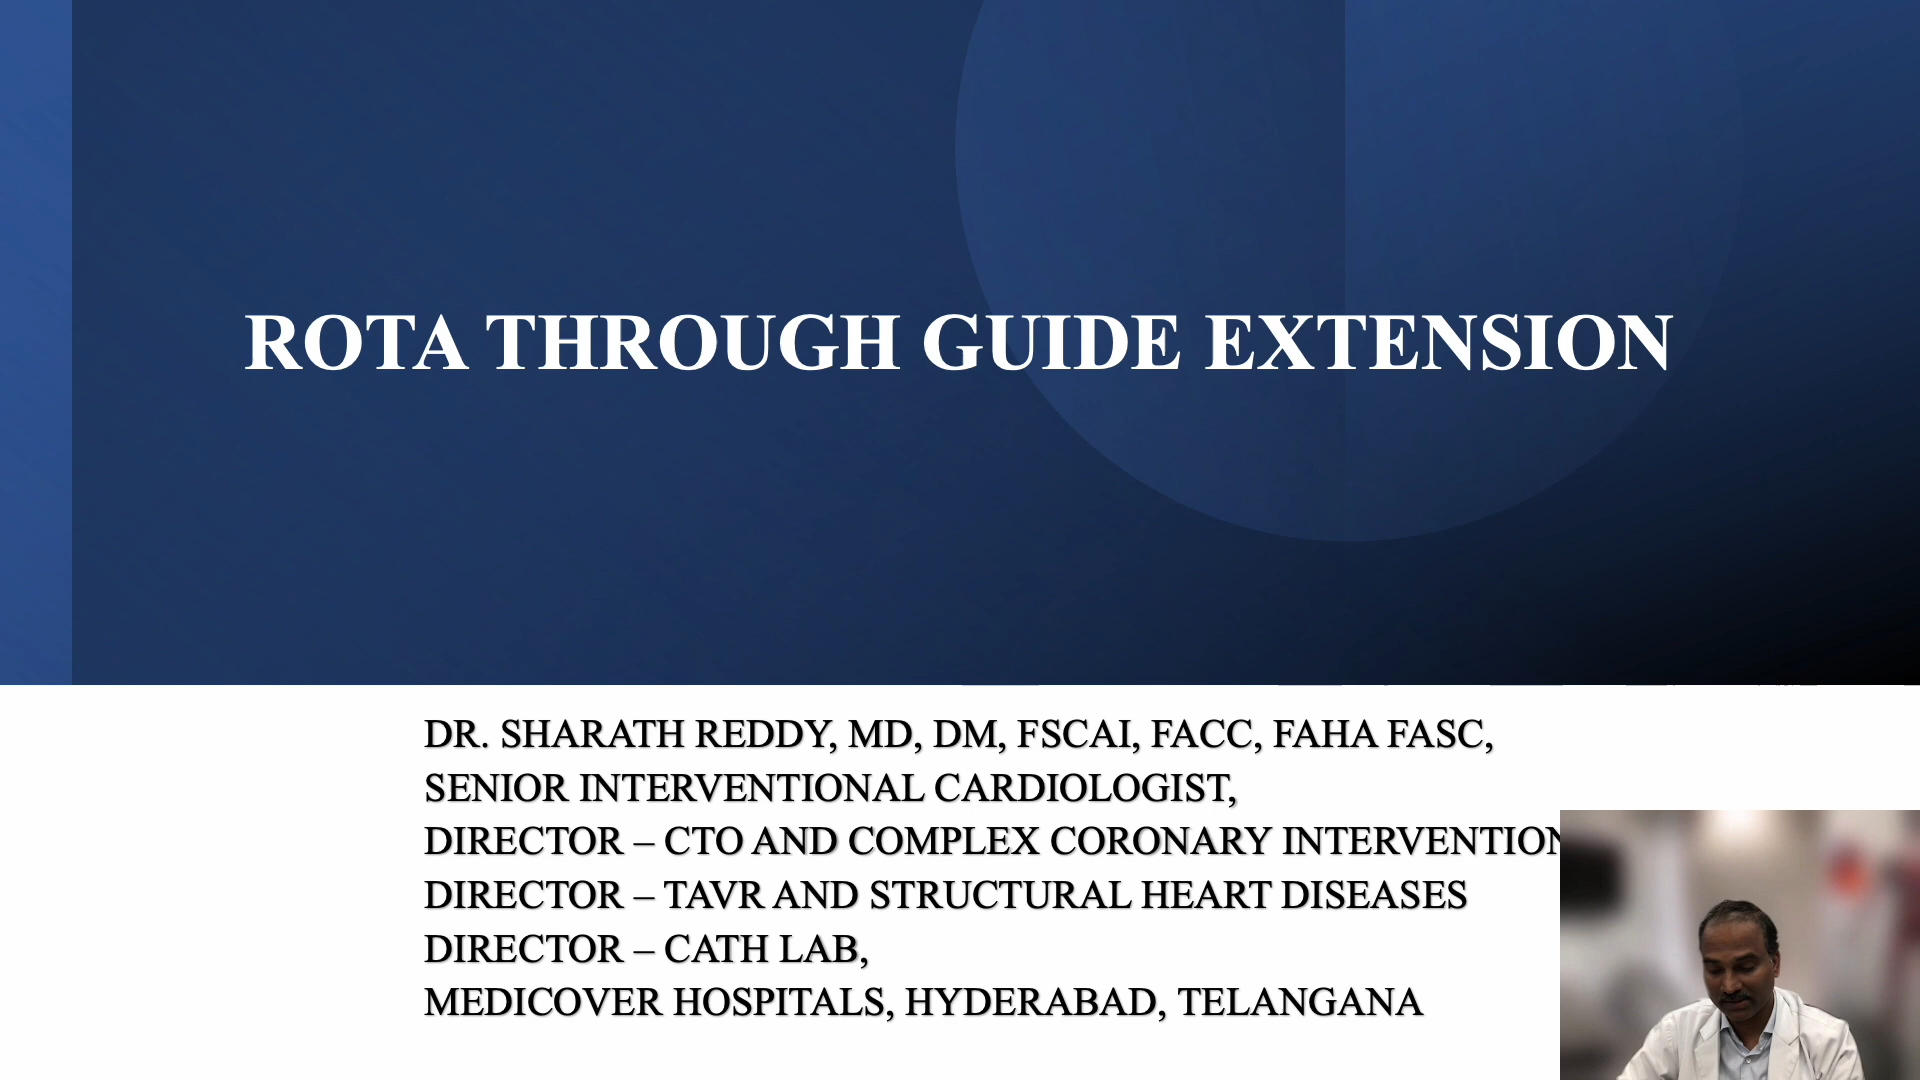 ROTA THROUGH GUIDE EXTENSION
DR. SHARATH REDDY, MD, DM, FSCAI, FACC, FAHA FASC,
SENIOR INTERVENTIONAL CARDIOLOGIST,
DIRECTOR – CTO AND COMPLEX CORONARY INTERVENTION
DIRECTOR – TAVR AND STRUCTURAL HEART DISEASES
DIRECTOR – CATH LAB,
MEDICOVER HOSPITALS, HYDERABAD, TELANGANA